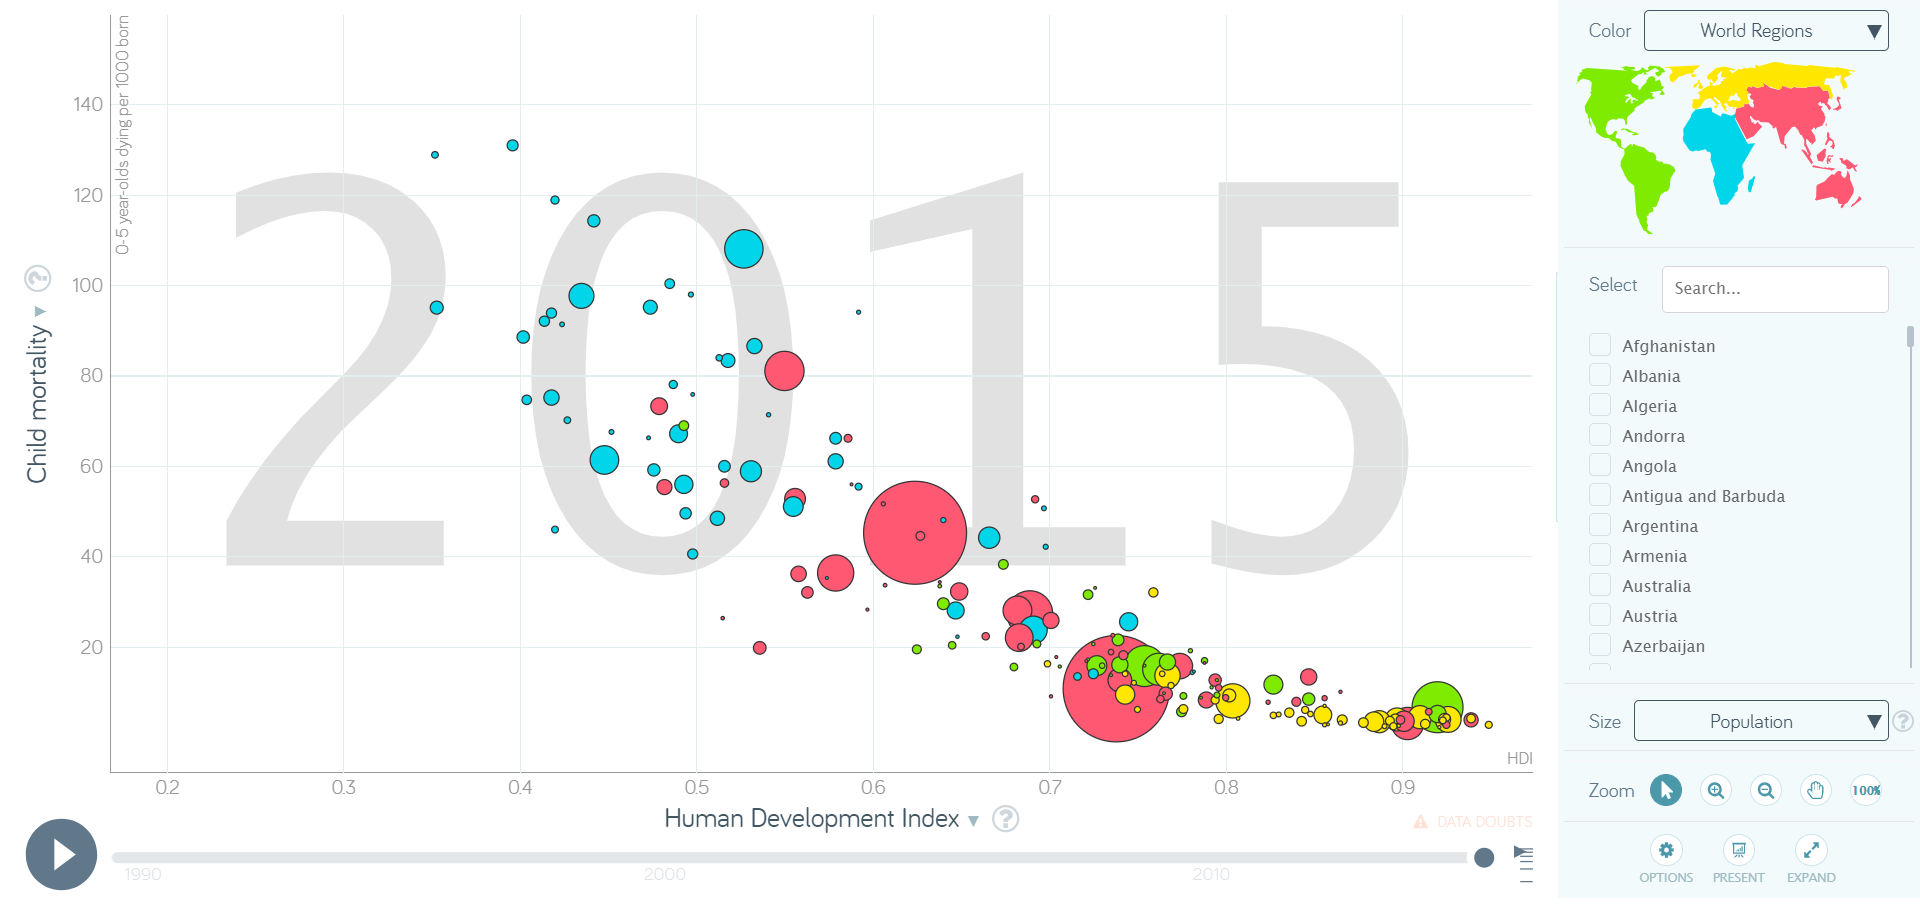 2015
0-5 year-olds dying per 1000 born
Child mortality ▼
?
140
120
100
80
60
40
20
0.2
0.3
0.4
0.5
0.6
0.7
0.8
0.9
HDI
Human Development Index ▼ ?
DATA DOUBTS
1990
2000
2010
Color
World Regions ▼
Select
Search...
Afghanistan
Albania
Algeria
Andorra
Angola
Antigua and Barbuda
Argentina
Armenia
Australia
Austria
Azerbaijan
Size
Population ▼ ?
Zoom
100%
OPTIONS
PRESENT
EXPAND